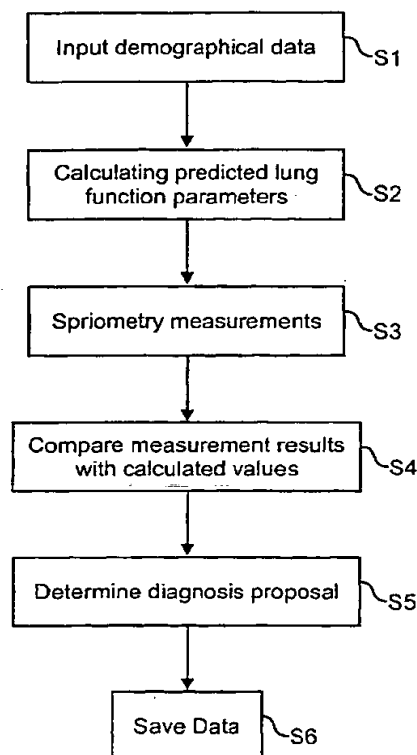 Input demographical data
S1
Calculating predicted lung
function parameters
S2
Spriometry measurements
S3
Compare measurement results
with calculated values
S4
Determine diagnosis proposal
S5
Save Data
S6